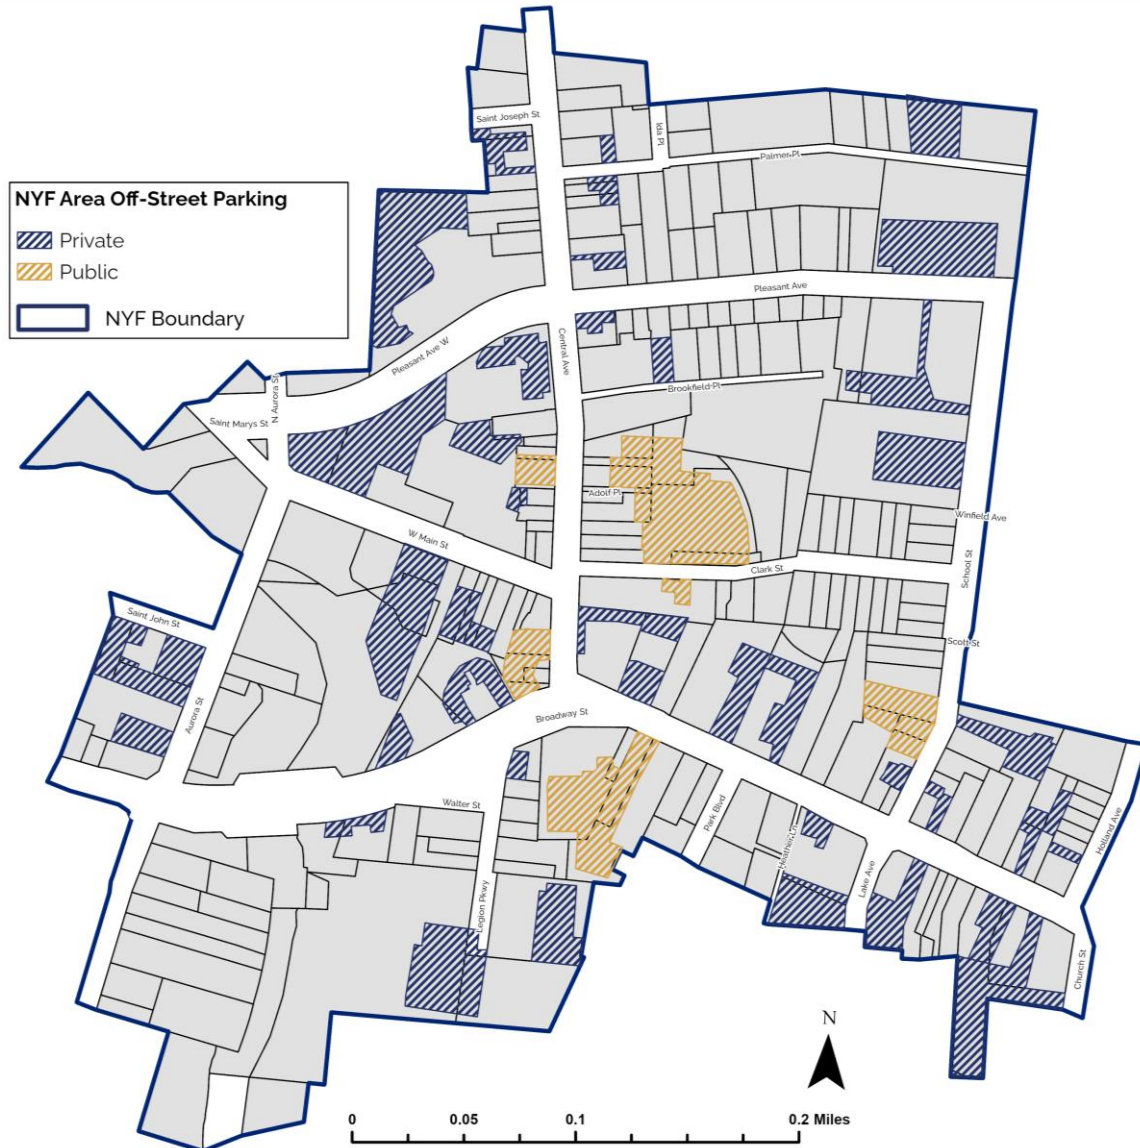 Saint Joseph St
Ida Pl
Palmer Pl
NYF Area Off-Street Parking
Private
Public
NYF Boundary
Pleasant Ave
Pleasant Ave W
Central Ave
N Aurora St
Brookfield Pl
Saint Marys St
Adolf Pl
Winfield Ave
W Main St
Clark St
School St
Saint John St
Scott St
Aurora St
Broadway St
Walter St
Park Blvd
Heather Ln
Holland Ave
Lake Ave
Legion Pkwy
Church St
N
0 0.05 0.1 0.2 Miles